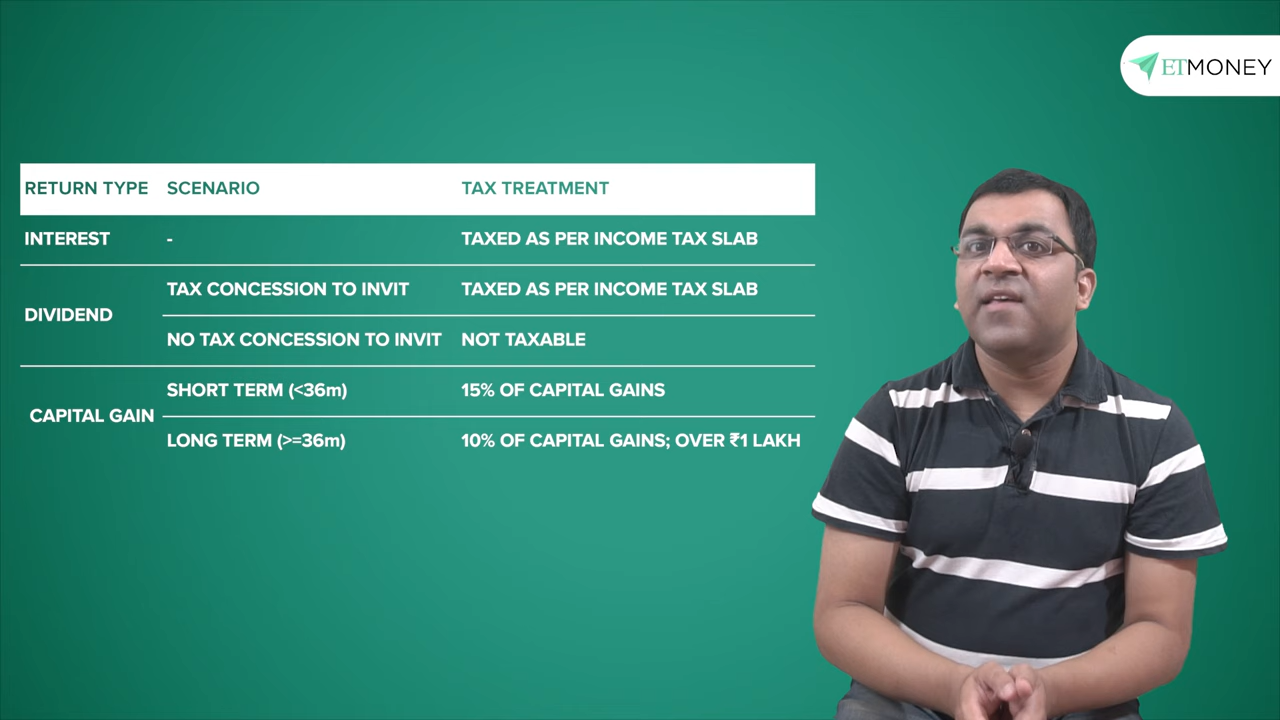 ETMONEY
RETURN TYPE SCENARIO TAX TREATMENT
INTEREST - TAXED AS PER INCOME TAX SLAB
DIVIDEND
TAX CONCESSION TO INVIT TAXED AS PER INCOME TAX SLAB
NO TAX CONCESSION TO INVIT NOT TAXABLE
CAPITAL GAIN
SHORT TERM (<36m) 15% OF CAPITAL GAINS
LONG TERM (>=36m) 10% OF CAPITAL GAINS; OVER ₹1 LAKH